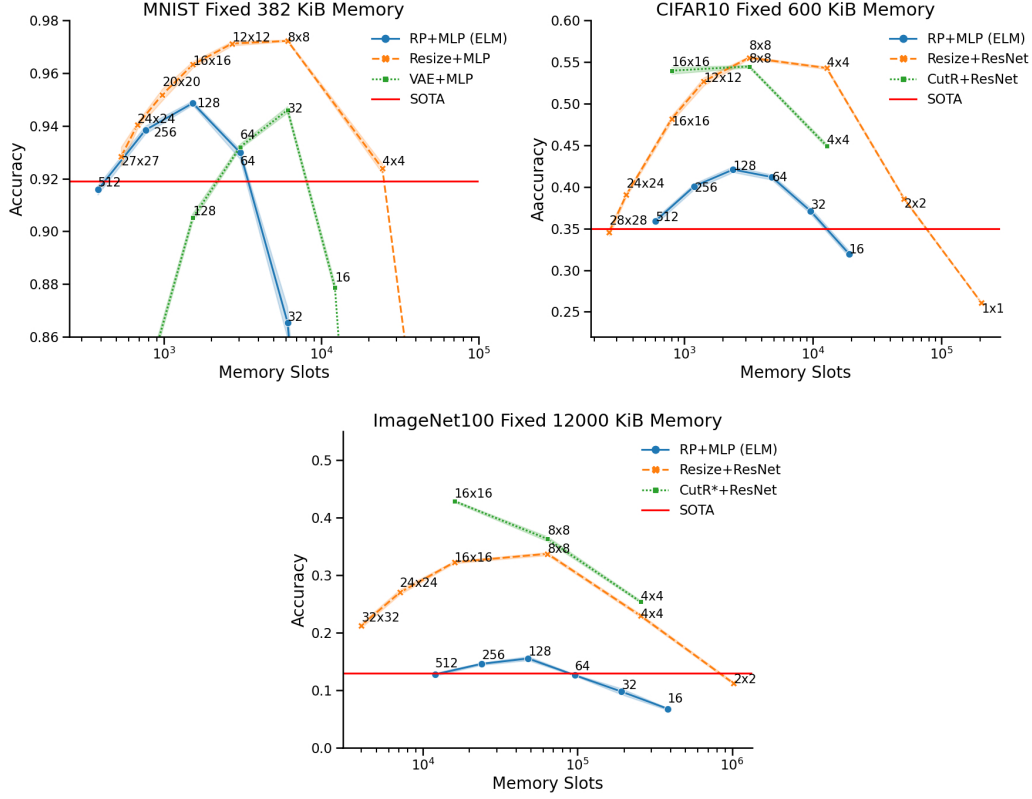 MNIST Fixed 382 KiB Memory
0.98
0.96
0.94
0.92
0.90
0.88
0.86
Accuracy
10³
10⁴
10⁵
Memory Slots
RP+MLP (ELM)
Resize+MLP
VAE+MLP
SOTA
12x12
8x8
16x16
20x20
128
24x24
256
27x27
512
64
32
64
4x4
128
16
32
CIFAR10 Fixed 600 KiB Memory
0.60
0.55
0.50
0.45
0.40
0.35
0.30
0.25
Aaccuracy
10³
10⁴
10⁵
Memory Slots
RP+MLP (ELM)
Resize+ResNet
CutR+ResNet
SOTA
8x8
16x16
8x8
4x4
12x12
16x16
4x4
128
24x24
256
64
2x2
28x28
512
32
16
1x1
ImageNet100 Fixed 12000 KiB Memory
0.5
0.4
0.3
0.2
0.1
0.0
Accuracy
10⁴
10⁵
10⁶
Memory Slots
RP+MLP (ELM)
Resize+ResNet
CutR*+ResNet
SOTA
16x16
8x8
8x8
16x16
24x24
4x4
4x4
32x32
512
256
128
64
32
16
2x2